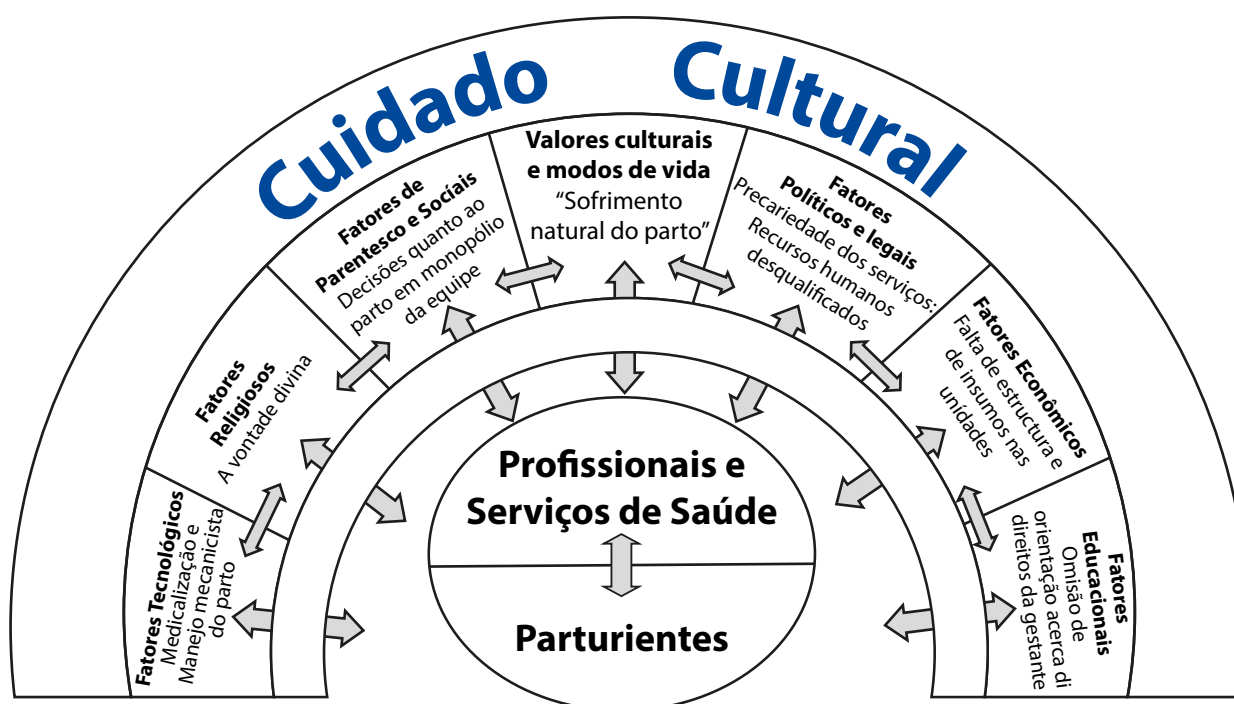 Cuidado Cultural
Fatores Tecnológicos
Medicalização e
Manejo mecanicista
do parto
Fatores
Religiosos
A vontade divina
Fatores de
Parentesco e Sociais
Decisões quanto ao
parto em monopólio
da equipe
Valores culturais
e modos de vida
“Sofrimento
natural do parto”
Fatores
Políticos e legais
Precariedade dos serviços:
Recursos humanos
desqualificados
Fatores Econômicos
Falta de estructura e
de insumos nas
unidades
Fatores
Educacionais
Omisão de
orientação acerca di
direitos da gestante
Profissionais e
Serviços de Saúde
Parturientes